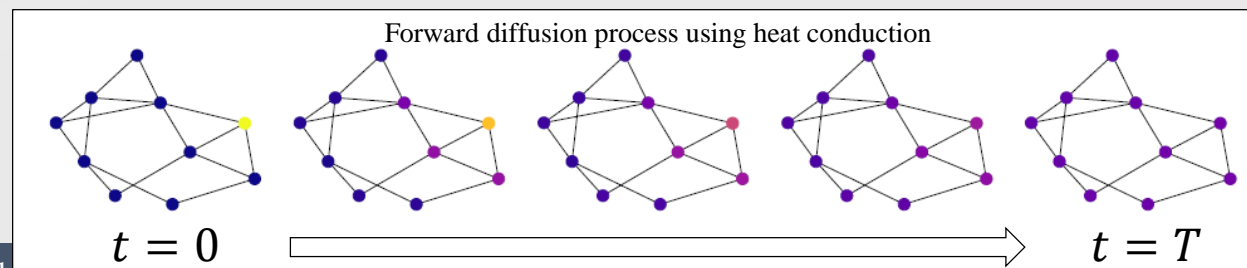 Forward diffusion process using heat conduction
t = 0
t = T